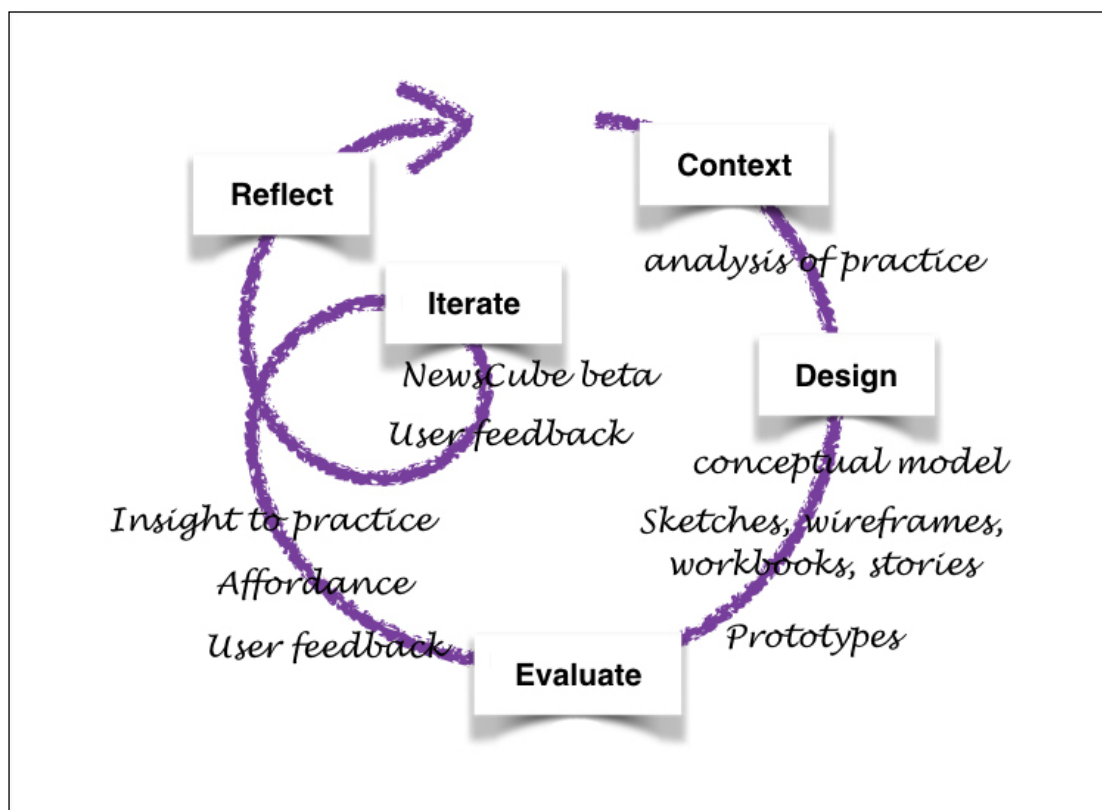 Context
analysis of practice
Design
conceptual model
Sketches, wireframes,
workbooks, stories
Prototypes
Evaluate
User feedback
Affordance
Insight to practice
Iterate
NewsCube beta
User feedback
Reflect